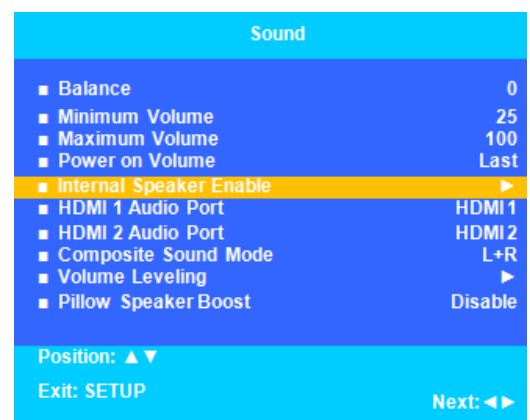 Sound
■ Balance 0
■ Minimum Volume 25
■ Maximum Volume 100
■ Power on Volume Last
■ Internal Speaker Enable ►
■ HDMI 1 Audio Port HDMI1
■ HDMI 2 Audio Port HDMI2
■ Composite Sound Mode L+R
■ Volume Leveling ►
■ Pillow Speaker Boost Disable
Position: ▲▼
Exit: SETUP
Next: ◄►